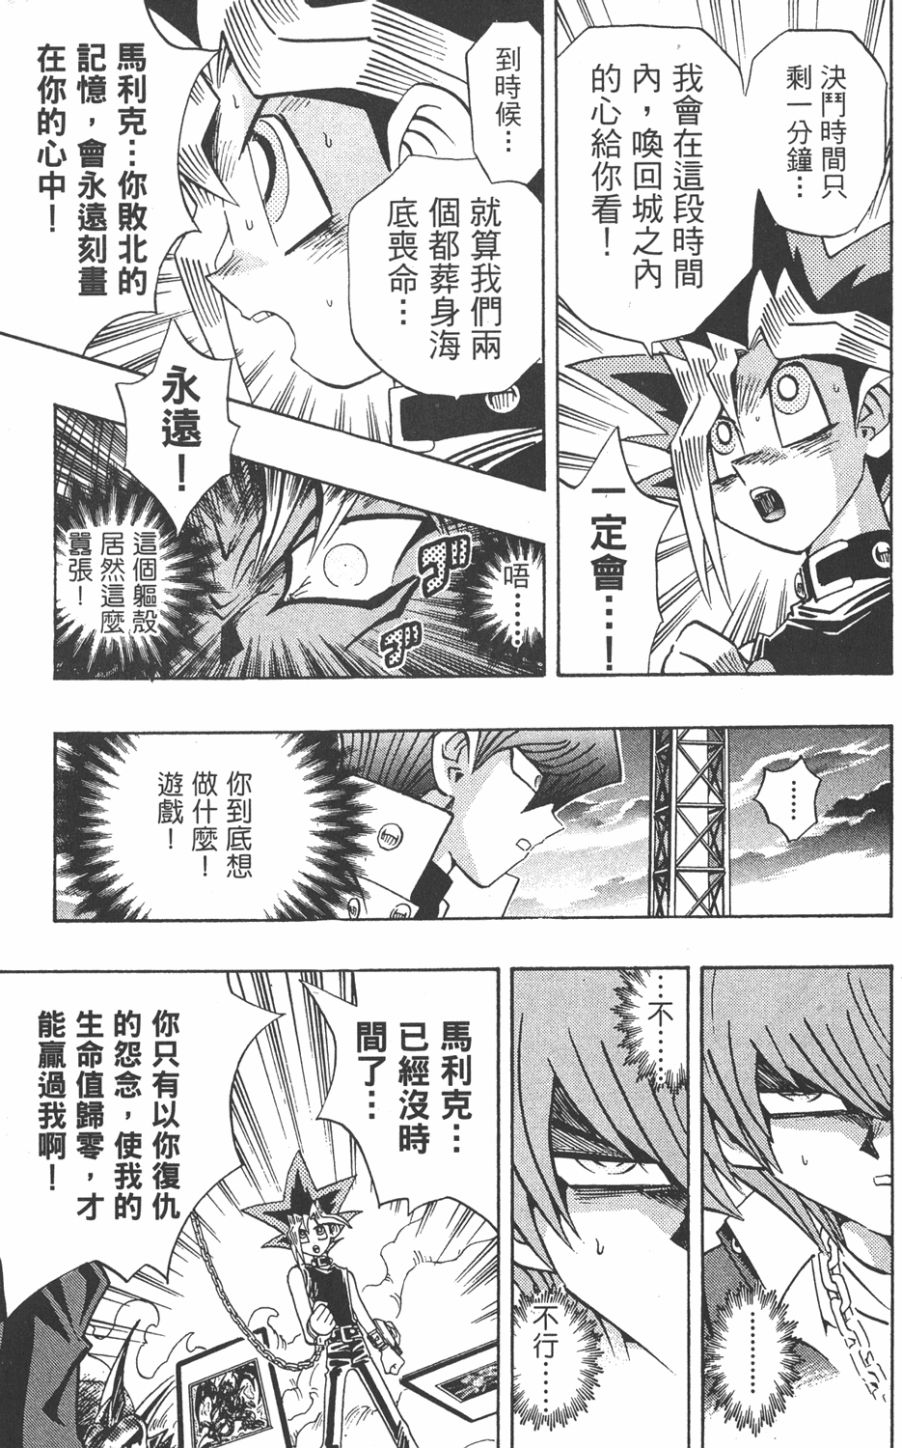 決鬥時間只
剩一分鐘…
我會在這段時間
內，喚回城之內
的心給你看！
一定會…！
到時候…
就算我們兩
個都葬身海
底喪命…
馬利克…你敗北的
記憶，會永遠刻畫
在你的心中！
永遠！
唔……
這個軀殼
居然這麼
囂張！
……
你到底想
做什麼！
遊戲！
………
…不…
不行…
馬利克…
已經沒時
間了…
你只有以你復仇
的怨念，使我的
生命值歸零，才
能贏過我啊！